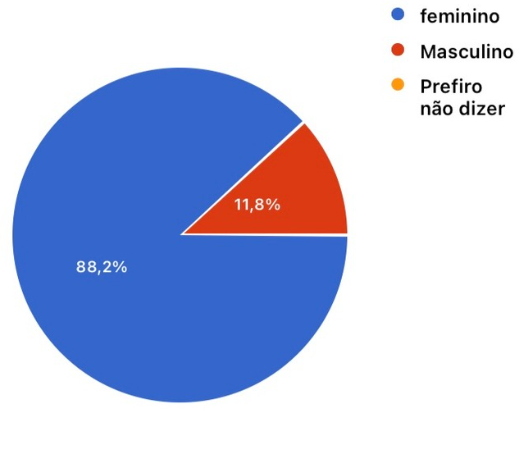 feminino
Masculino
Prefiro
não dizer
11,8%
88,2%